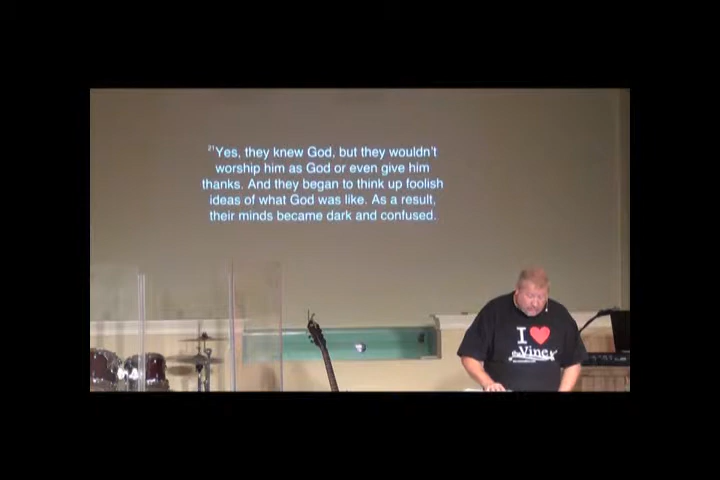 21Yes, they knew God, but they wouldn't
worship him as God or even give him
thanks. And they began to think up foolish
ideas of what God was like. As a result,
their minds became dark and confused.
I
the Vine